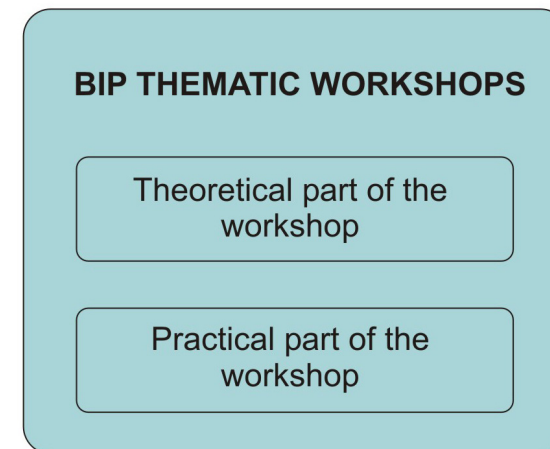 BIP THEMATIC WORKSHOPS
Theoretical part of the
workshop
Practical part of the
workshop